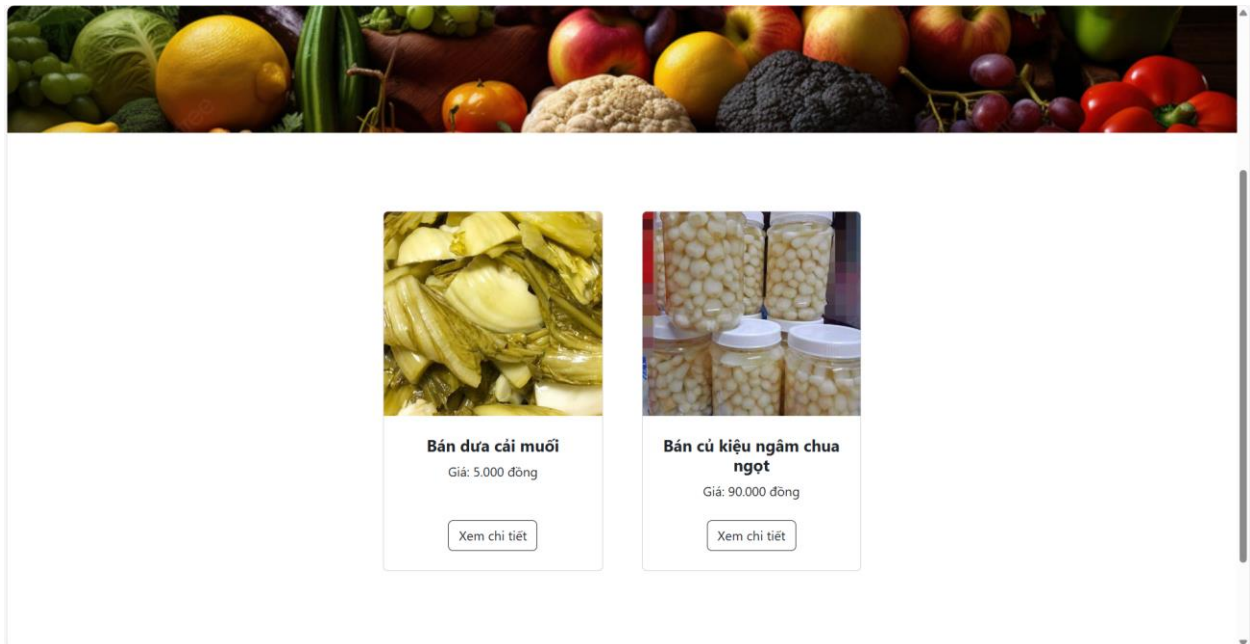 Bán dưa cải muối
Giá: 5.000 đồng
Xem chi tiết
Bán củ kiệu ngâm chua
ngọt
Giá: 90.000 đồng
Xem chi tiết